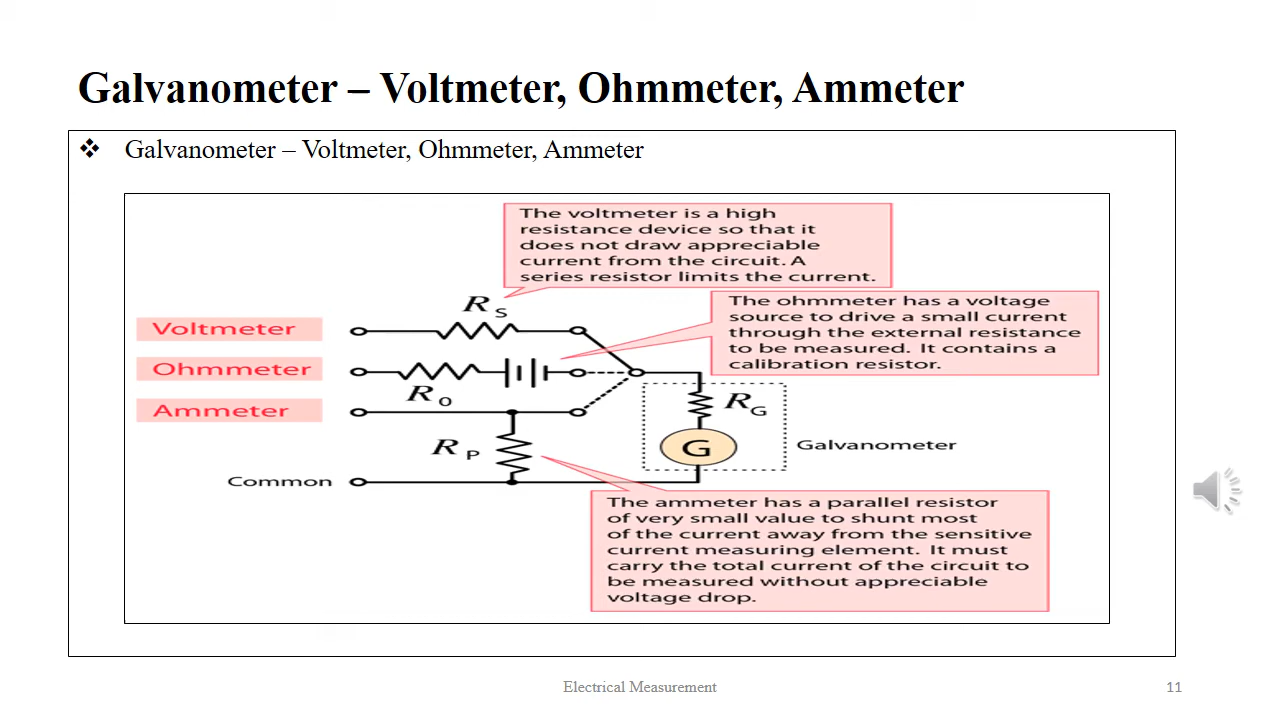 Galvanometer – Voltmeter, Ohmmeter, Ammeter
❖ Galvanometer – Voltmeter, Ohmmeter, Ammeter
The voltmeter is a high
resistance device so that it
does not draw appreciable
current from the circuit. A
series resistor limits the current.
The ohmmeter has a voltage
source to drive a small current
through the external resistance
to be measured. It contains a
calibration resistor.
R S
Voltmeter
Ohmmeter
R O
Ammeter
R G
G
Galvanometer
R P
Common
The ammeter has a parallel resistor
of very small value to shunt most
of the current away from the sensitive
current measuring element. It must
carry the total current of the circuit to
be measured without appreciable
voltage drop.
Electrical Measurement
11